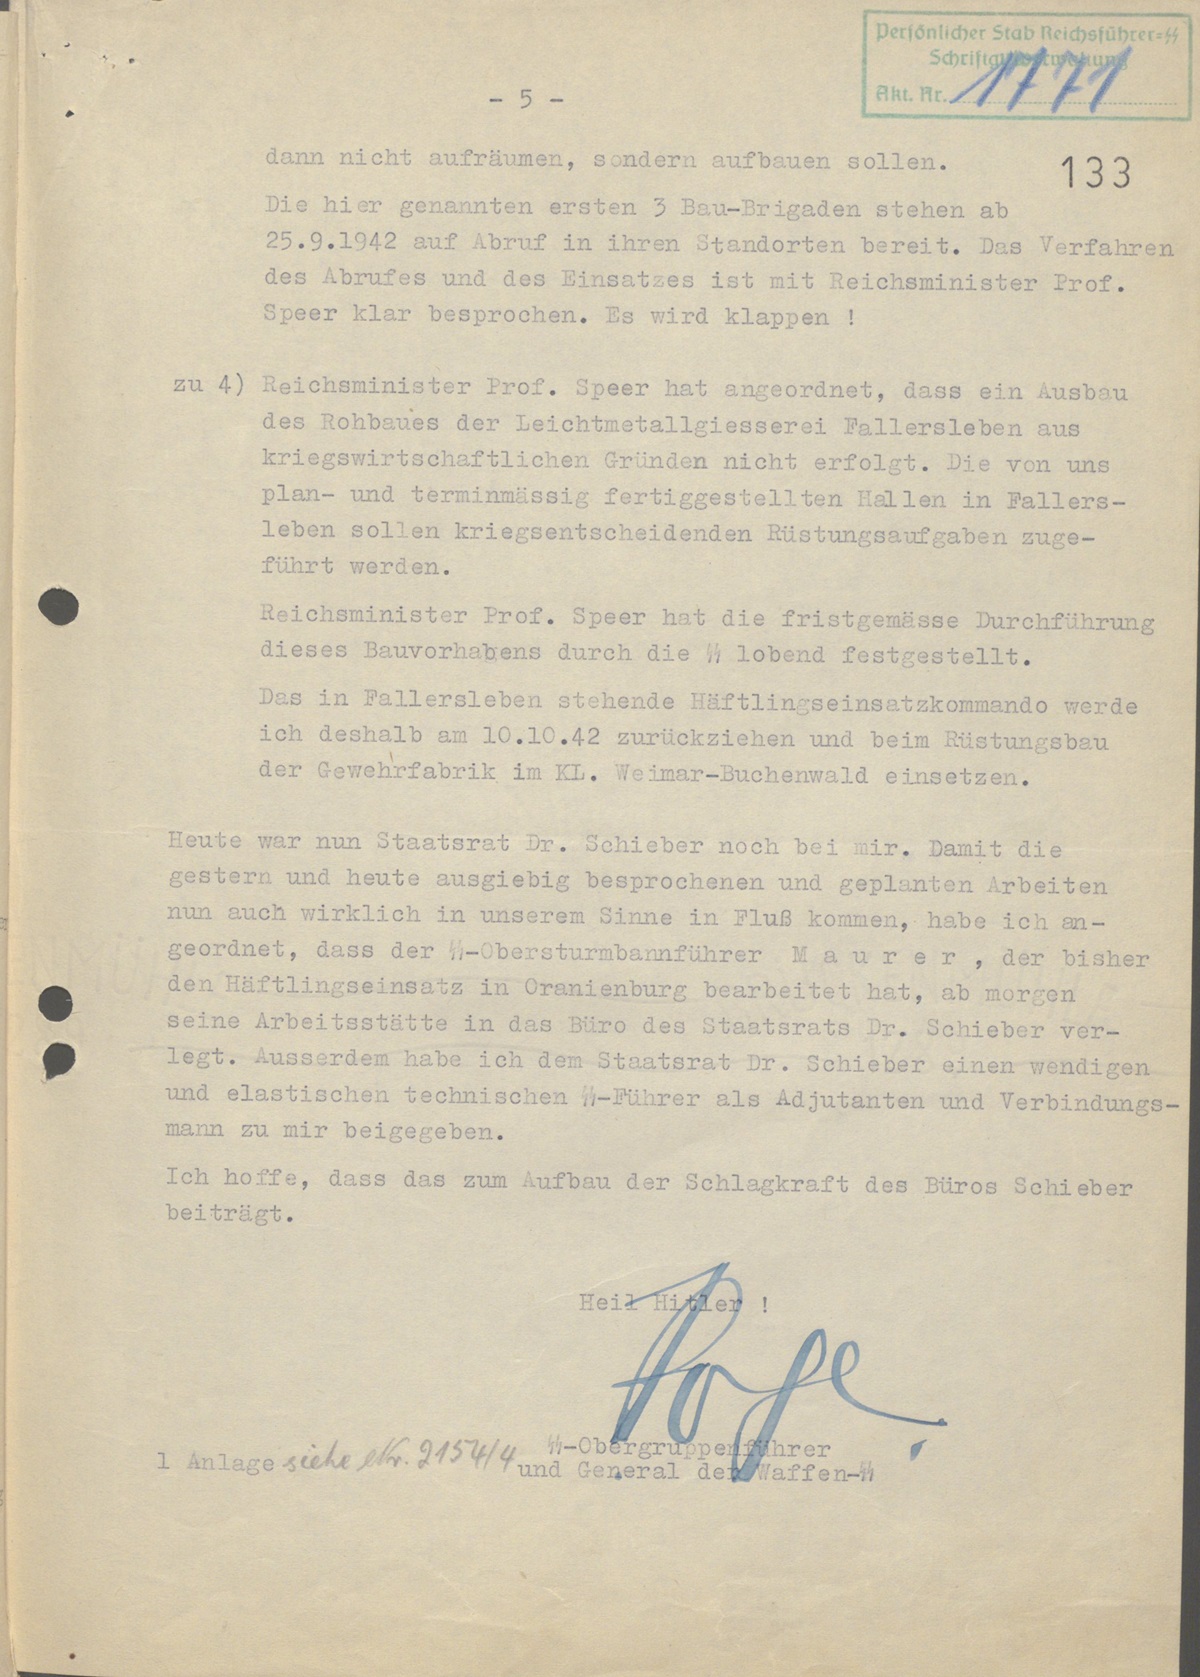 Persönlicher Stab Reichsführer-SS
Schriftgutverwaltung
Akt. Nr. 1771
- 5 -
133
dann nicht aufräumen, sondern aufbauen sollen.
Die hier genannten ersten 3 Bau-Brigaden stehen ab
25.9.1942 auf Abruf in ihren Standorten bereit. Das Verfahren
des Abrufes und des Einsatzes ist mit Reichsminister Prof.
Speer klar besprochen. Es wird klappen !
zu 4) Reichsminister Prof. Speer hat angeordnet, dass ein Ausbau
des Rohbaues der Leichtmetallgiesserei Fallersleben aus
kriegswirtschaftlichen Gründen nicht erfolgt. Die von uns
plan- und terminmässig fertiggestellten Hallen in Fallers-
leben sollen kriegsentscheidenden Rüstungsaufgaben zuge-
führt werden.
Reichsminister Prof. Speer hat die fristgemässe Durchführung
dieses Bauvorhabens durch die SS lobend festgestellt.
Das in Fallersleben stehende Häftlingseinsatzkommando werde
ich deshalb am 10.10.42 zurückziehen und beim Rüstungsbau
der Gewehrfabrik im KL. Weimar-Buchenwald einsetzen.
Heute war nun Staatsrat Dr. Schieber noch bei mir. Damit die
gestern und heute ausgiebig besprochenen und geplanten Arbeiten
nun auch wirklich in unserem Sinne in Fluß kommen, habe ich an-
geordnet, dass der SS-Obersturmbannführer M a u r e r , der bisher
den Häftlingseinsatz in Oranienburg bearbeitet hat, ab morgen
seine Arbeitsstätte in das Büro des Staatsrats Dr. Schieber ver-
legt. Ausserdem habe ich dem Staatsrat Dr. Schieber einen wendigen
und elastischen technischen SS-Führer als Adjutanten und Verbindungs-
mann zu mir beigegeben.
Ich hoffe, dass das zum Aufbau der Schlagkraft des Büros Schieber
beiträgt.
Heil Hitler !
Pohl
SS-Obergruppenführer
1 Anlage siehe Nr. 2154/4 und General der Waffen-SS